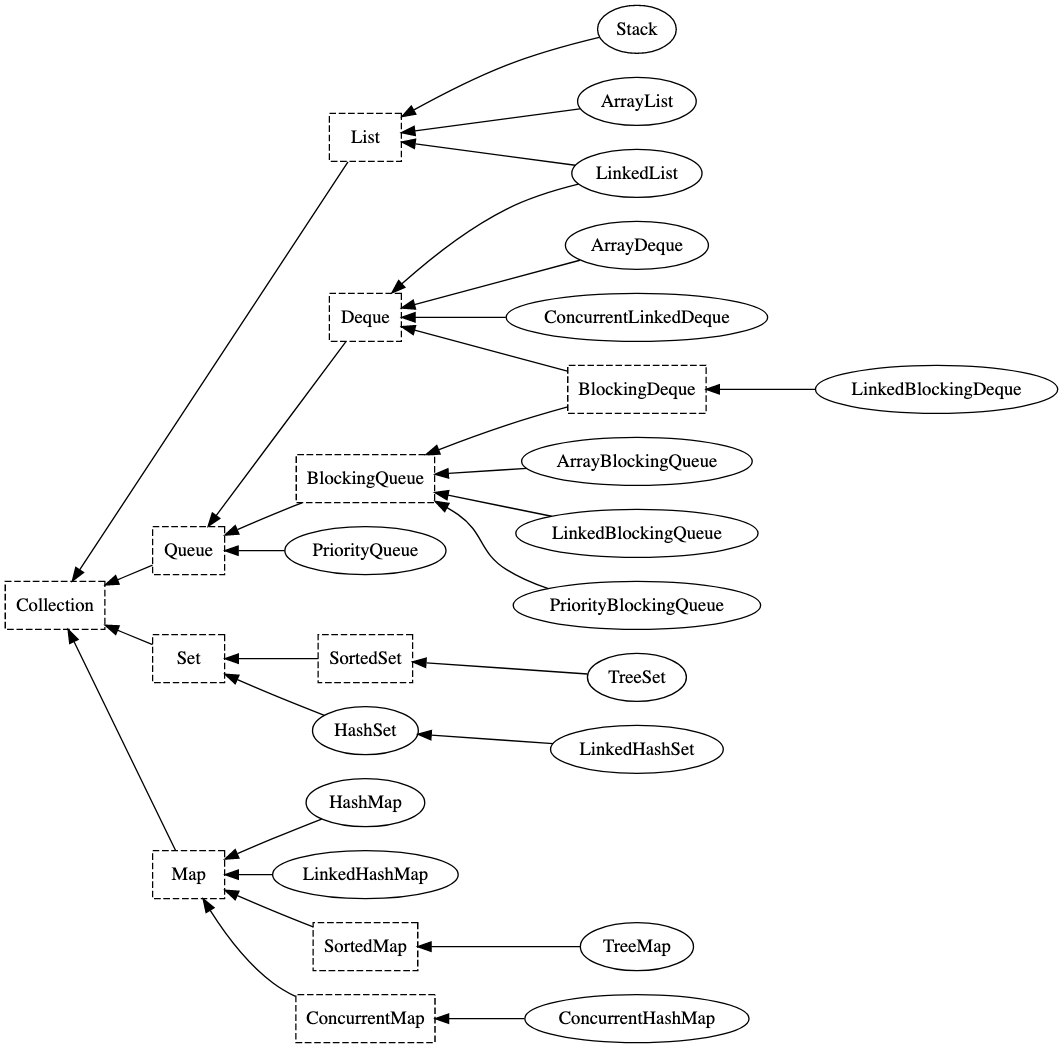 Stack
ArrayList
List
LinkedList
ArrayDeque
Deque
ConcurrentLinkedDeque
BlockingDeque
LinkedBlockingDeque
ArrayBlockingQueue
BlockingQueue
LinkedBlockingQueue
Queue
PriorityQueue
Collection
PriorityBlockingQueue
Set
SortedSet
TreeSet
HashSet
LinkedHashSet
HashMap
Map
LinkedHashMap
SortedMap
TreeMap
ConcurrentMap
ConcurrentHashMap